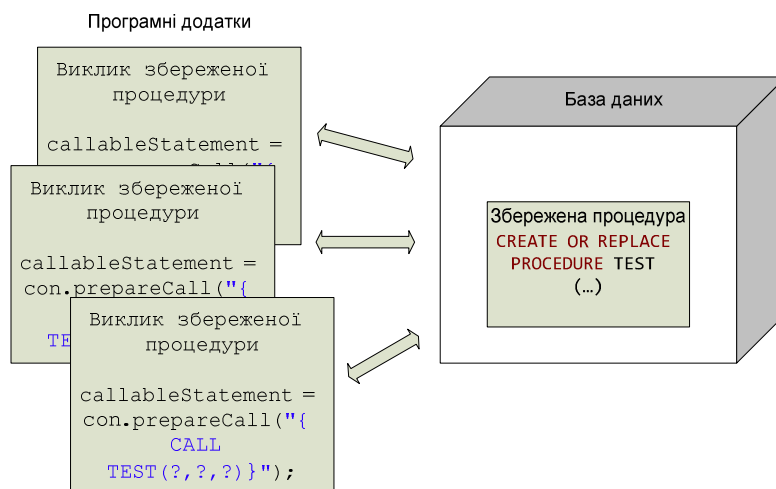 Програмні додатки
Виклик збереженої
процедури
callableStatement =
Виклик збереженої
процедури
callableStatement =
con.prepareCall("{
TE
Виклик збереженої
процедури
callableStatement =
con.prepareCall("{
CALL
TEST(?,?,?)}");
База даних
Збережена процедура
CREATE OR REPLACE
PROCEDURE TEST
(…)